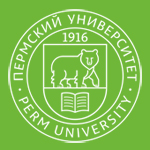 ПЕРМСКИЙ УНИВЕРСИТЕТ
1916
PERM UNIVERSITY